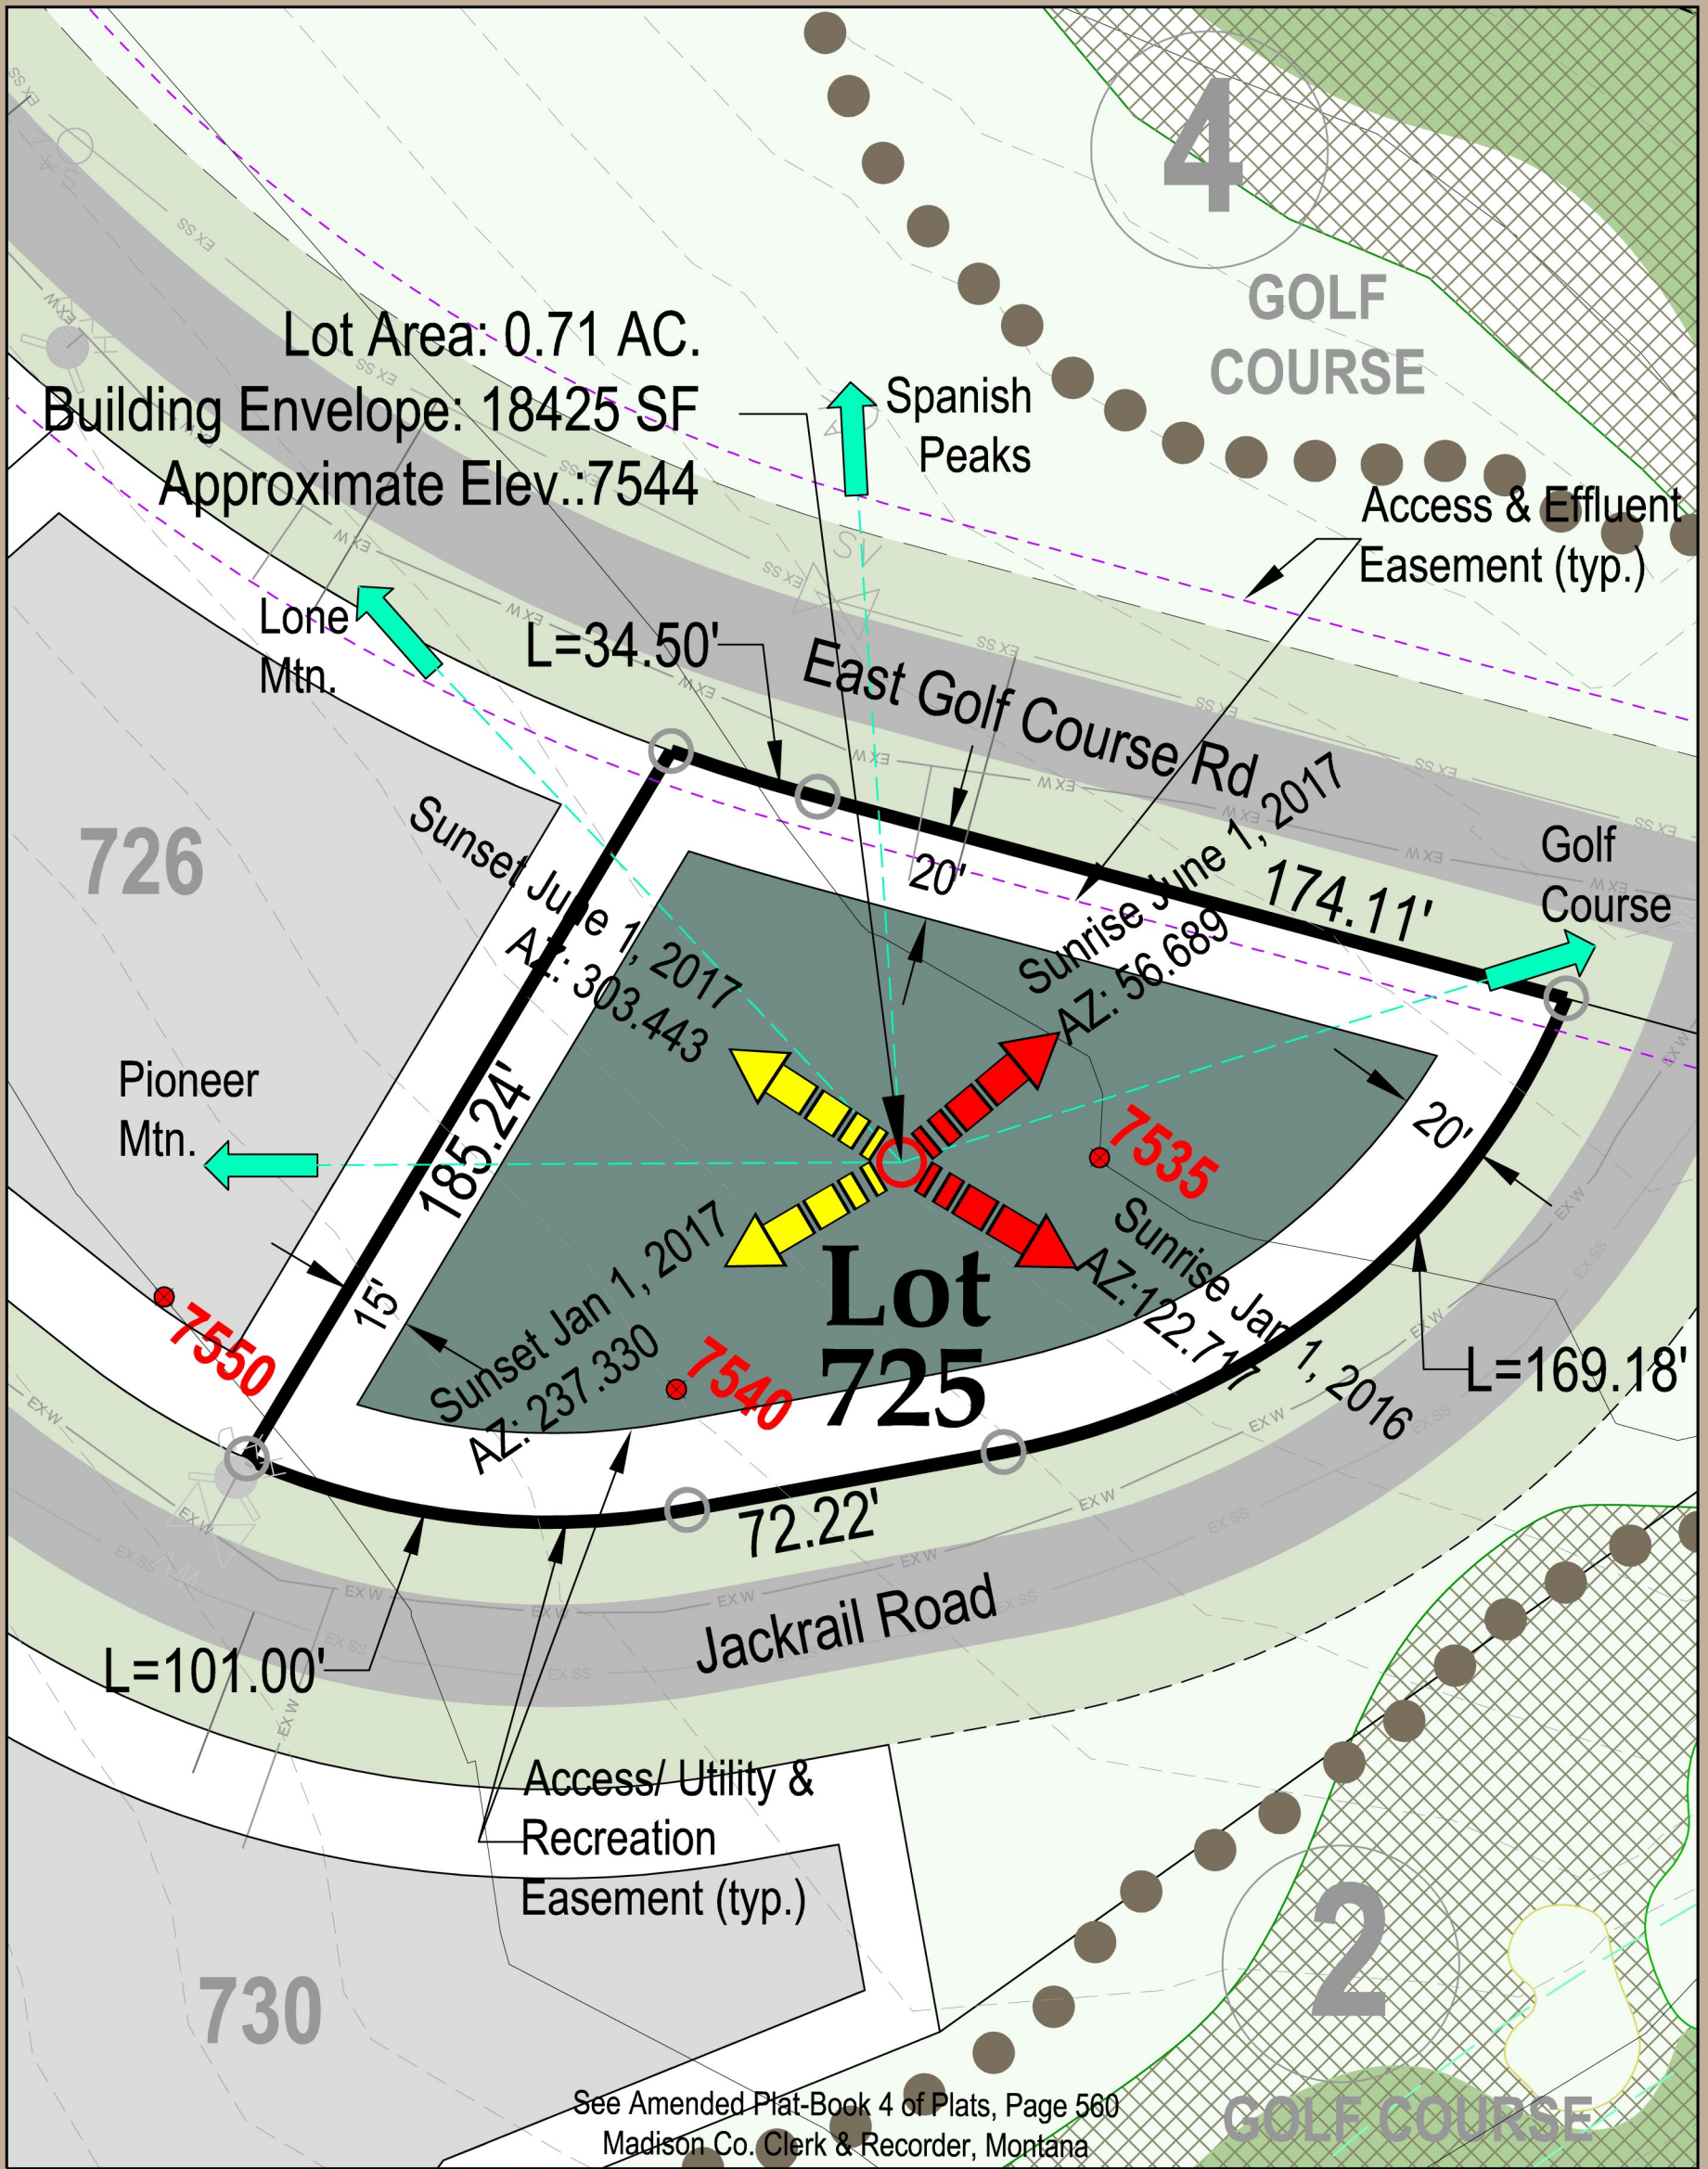 4
GOLF
COURSE
Lot Area: 0.71 AC.
Building Envelope: 18425 SF
Approximate Elev.:7544
Spanish
Peaks
Access & Effluent
Easement (typ.)
Lone
Mtn.
L=34.50'
East Golf Course Rd
726
Sunset June 1, 2017
AZ: 303.443
20'
Sunrise June 1, 2017
AZ: 56.689
174.11'
Golf
Course
Pioneer
Mtn.
185.24'
7535
20'
15'
Sunset Jan 1, 2017
AZ: 237.330
Lot
725
Sunrise Jan 1, 2016
AZ:122.717
7550
7540
L=169.18'
72.22'
Jackrail Road
L=101.00'
Access/ Utility &
Recreation
Easement (typ.)
730
2
GOLF COURSE
See Amended Plat-Book 4 of Plats, Page 560
Madison Co. Clerk & Recorder, Montana
EX SS
EX W
SV